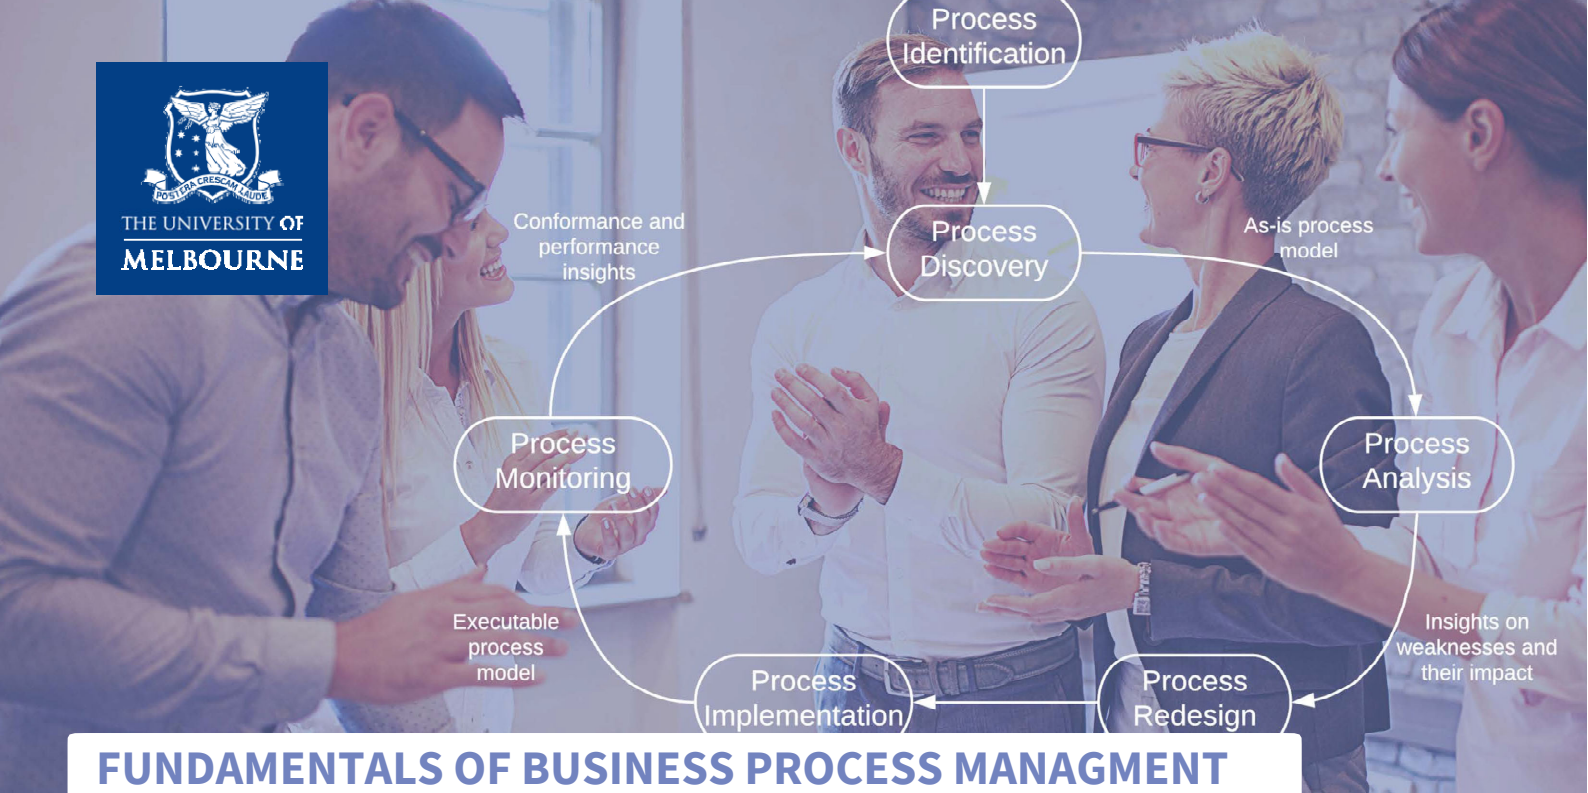 Process
Identification
POSTERA CRESCAM LAUDE
THE UNIVERSITY OF
MELBOURNE
Conformance and
performance
insights
Process
Discovery
As-is process
model
Process
Monitoring
Process
Analysis
Executable
process
model
Insights on
weaknesses and
their impact
Process
Implementation
Process
Redesign
FUNDAMENTALS OF BUSINESS PROCESS MANAGMENT